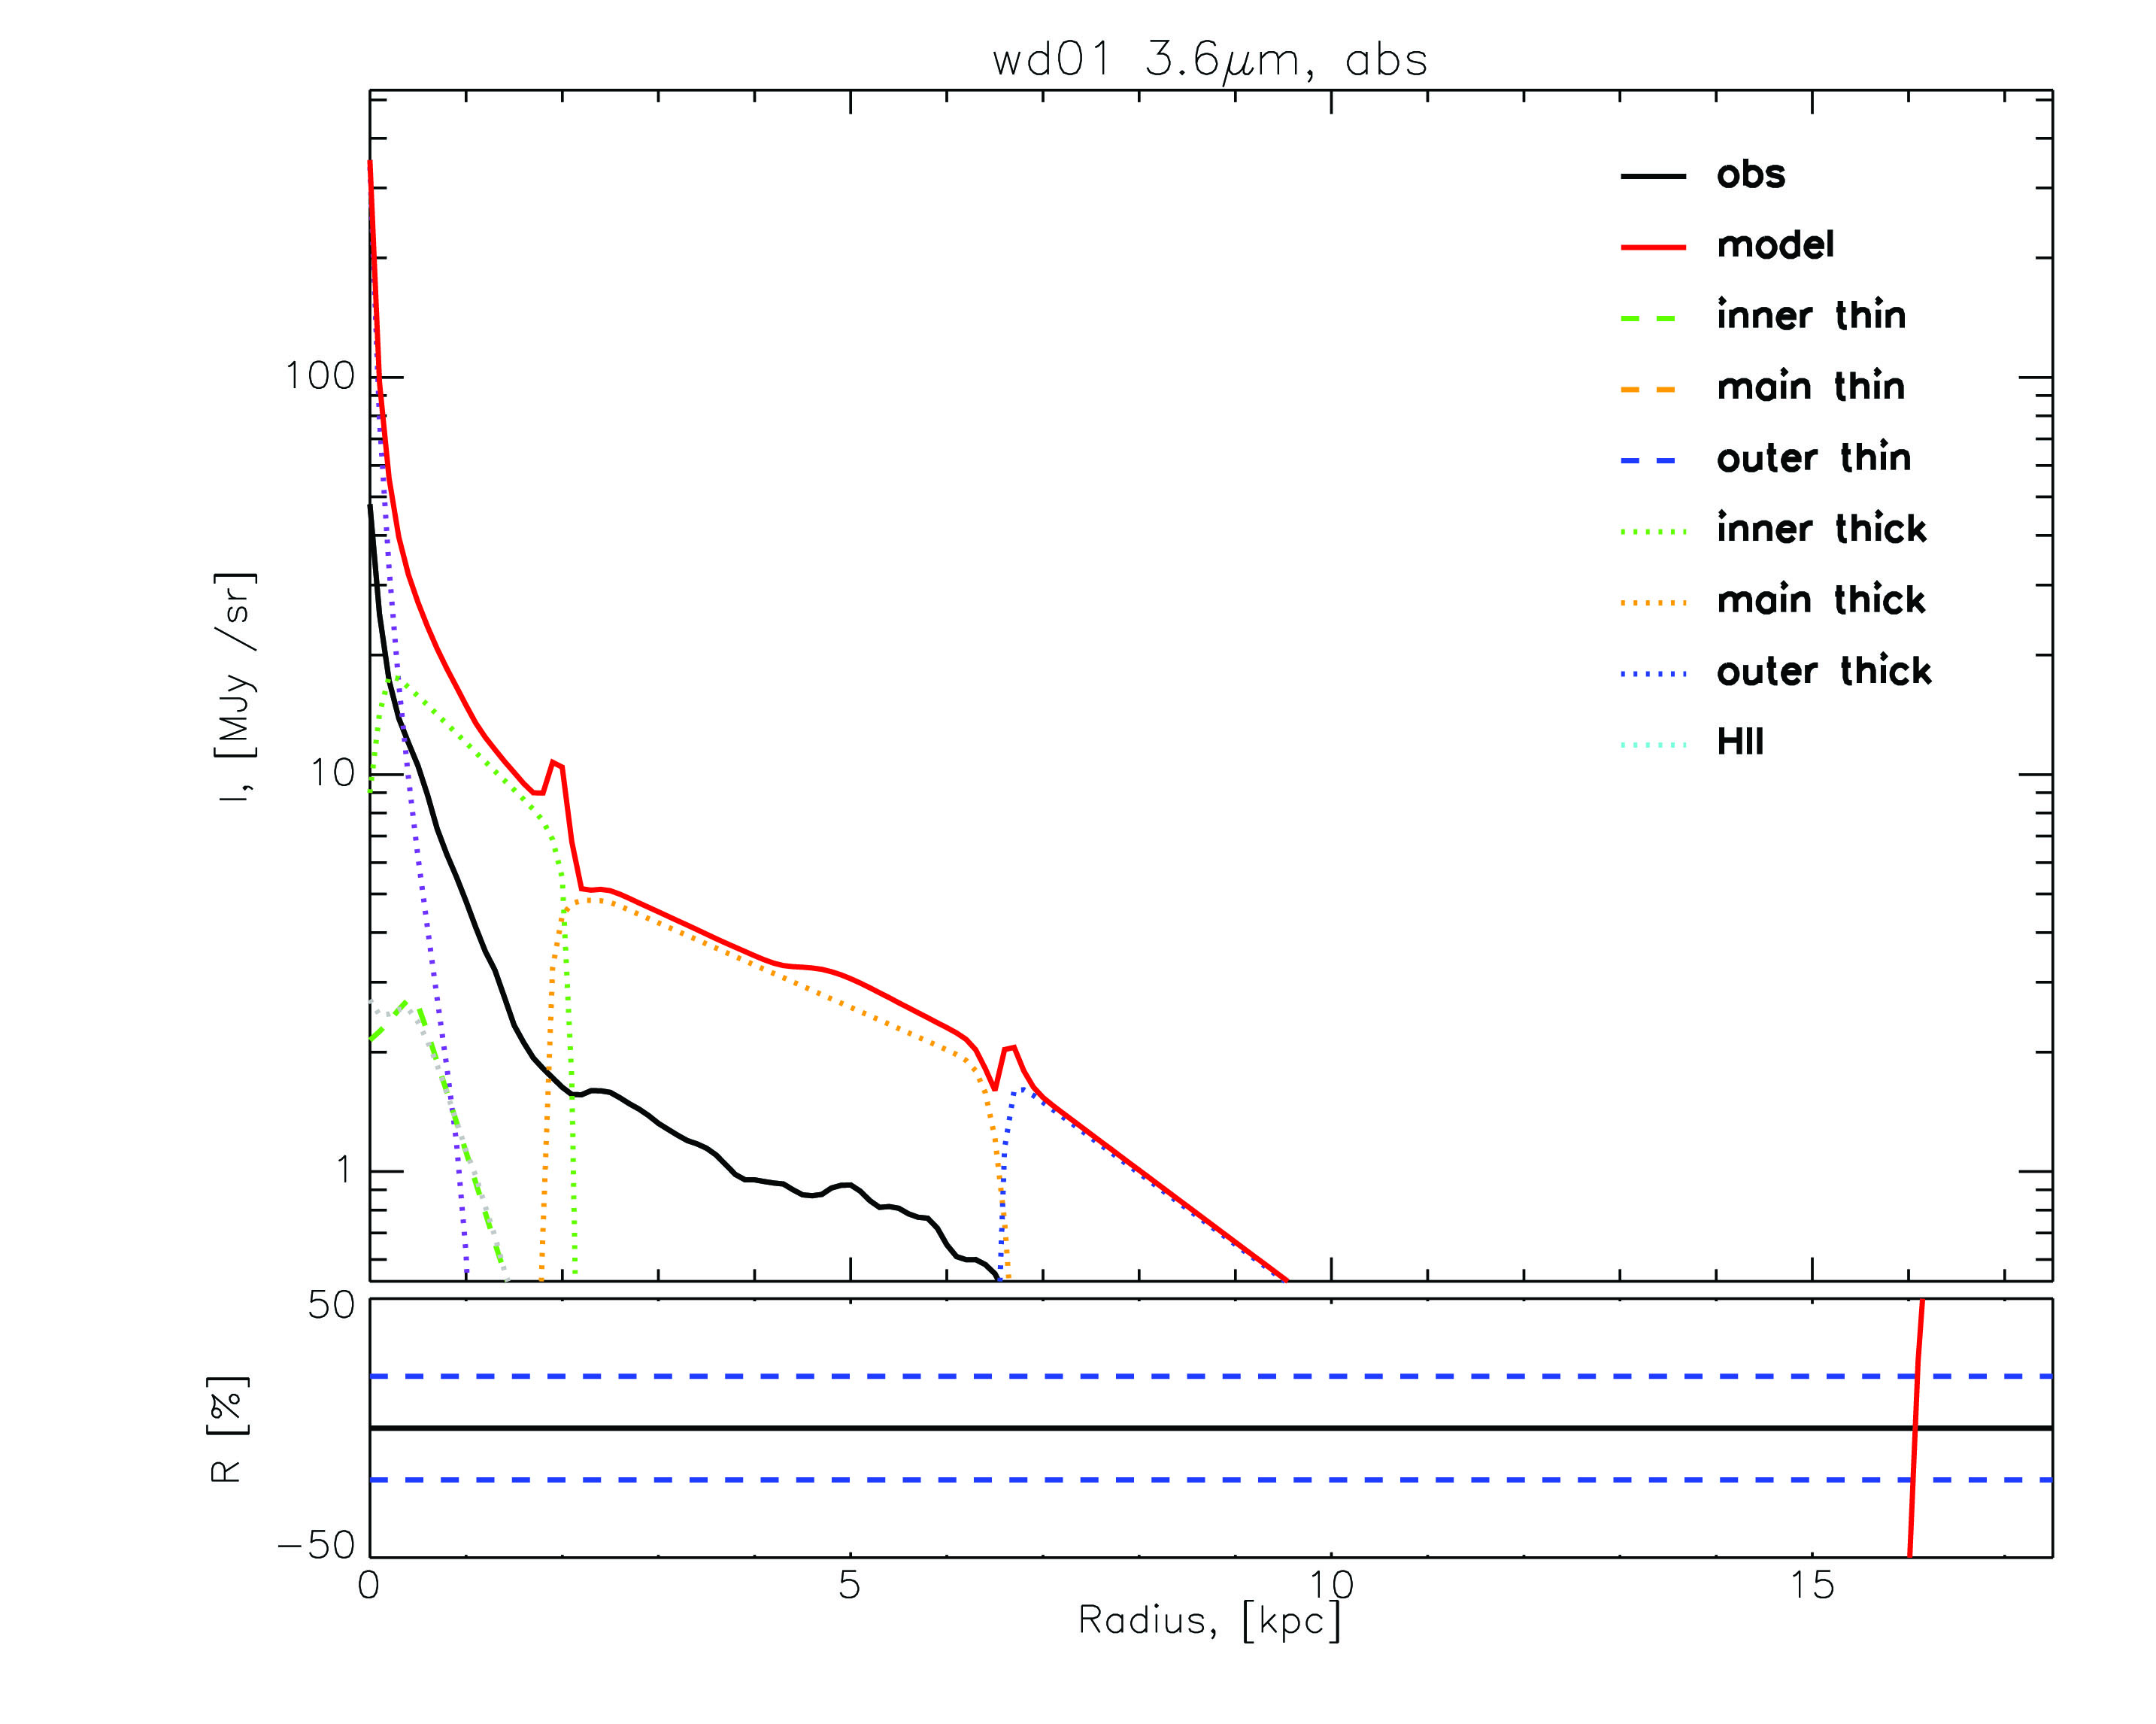 wd01 3.6μm, abs
obs
model
inner thin
main thin
outer thin
inner thick
main thick
outer thick
HII
I, [MJy /sr]
100
10
1
R [%]
50
-50
0 5 10 15
Radius, [kpc]